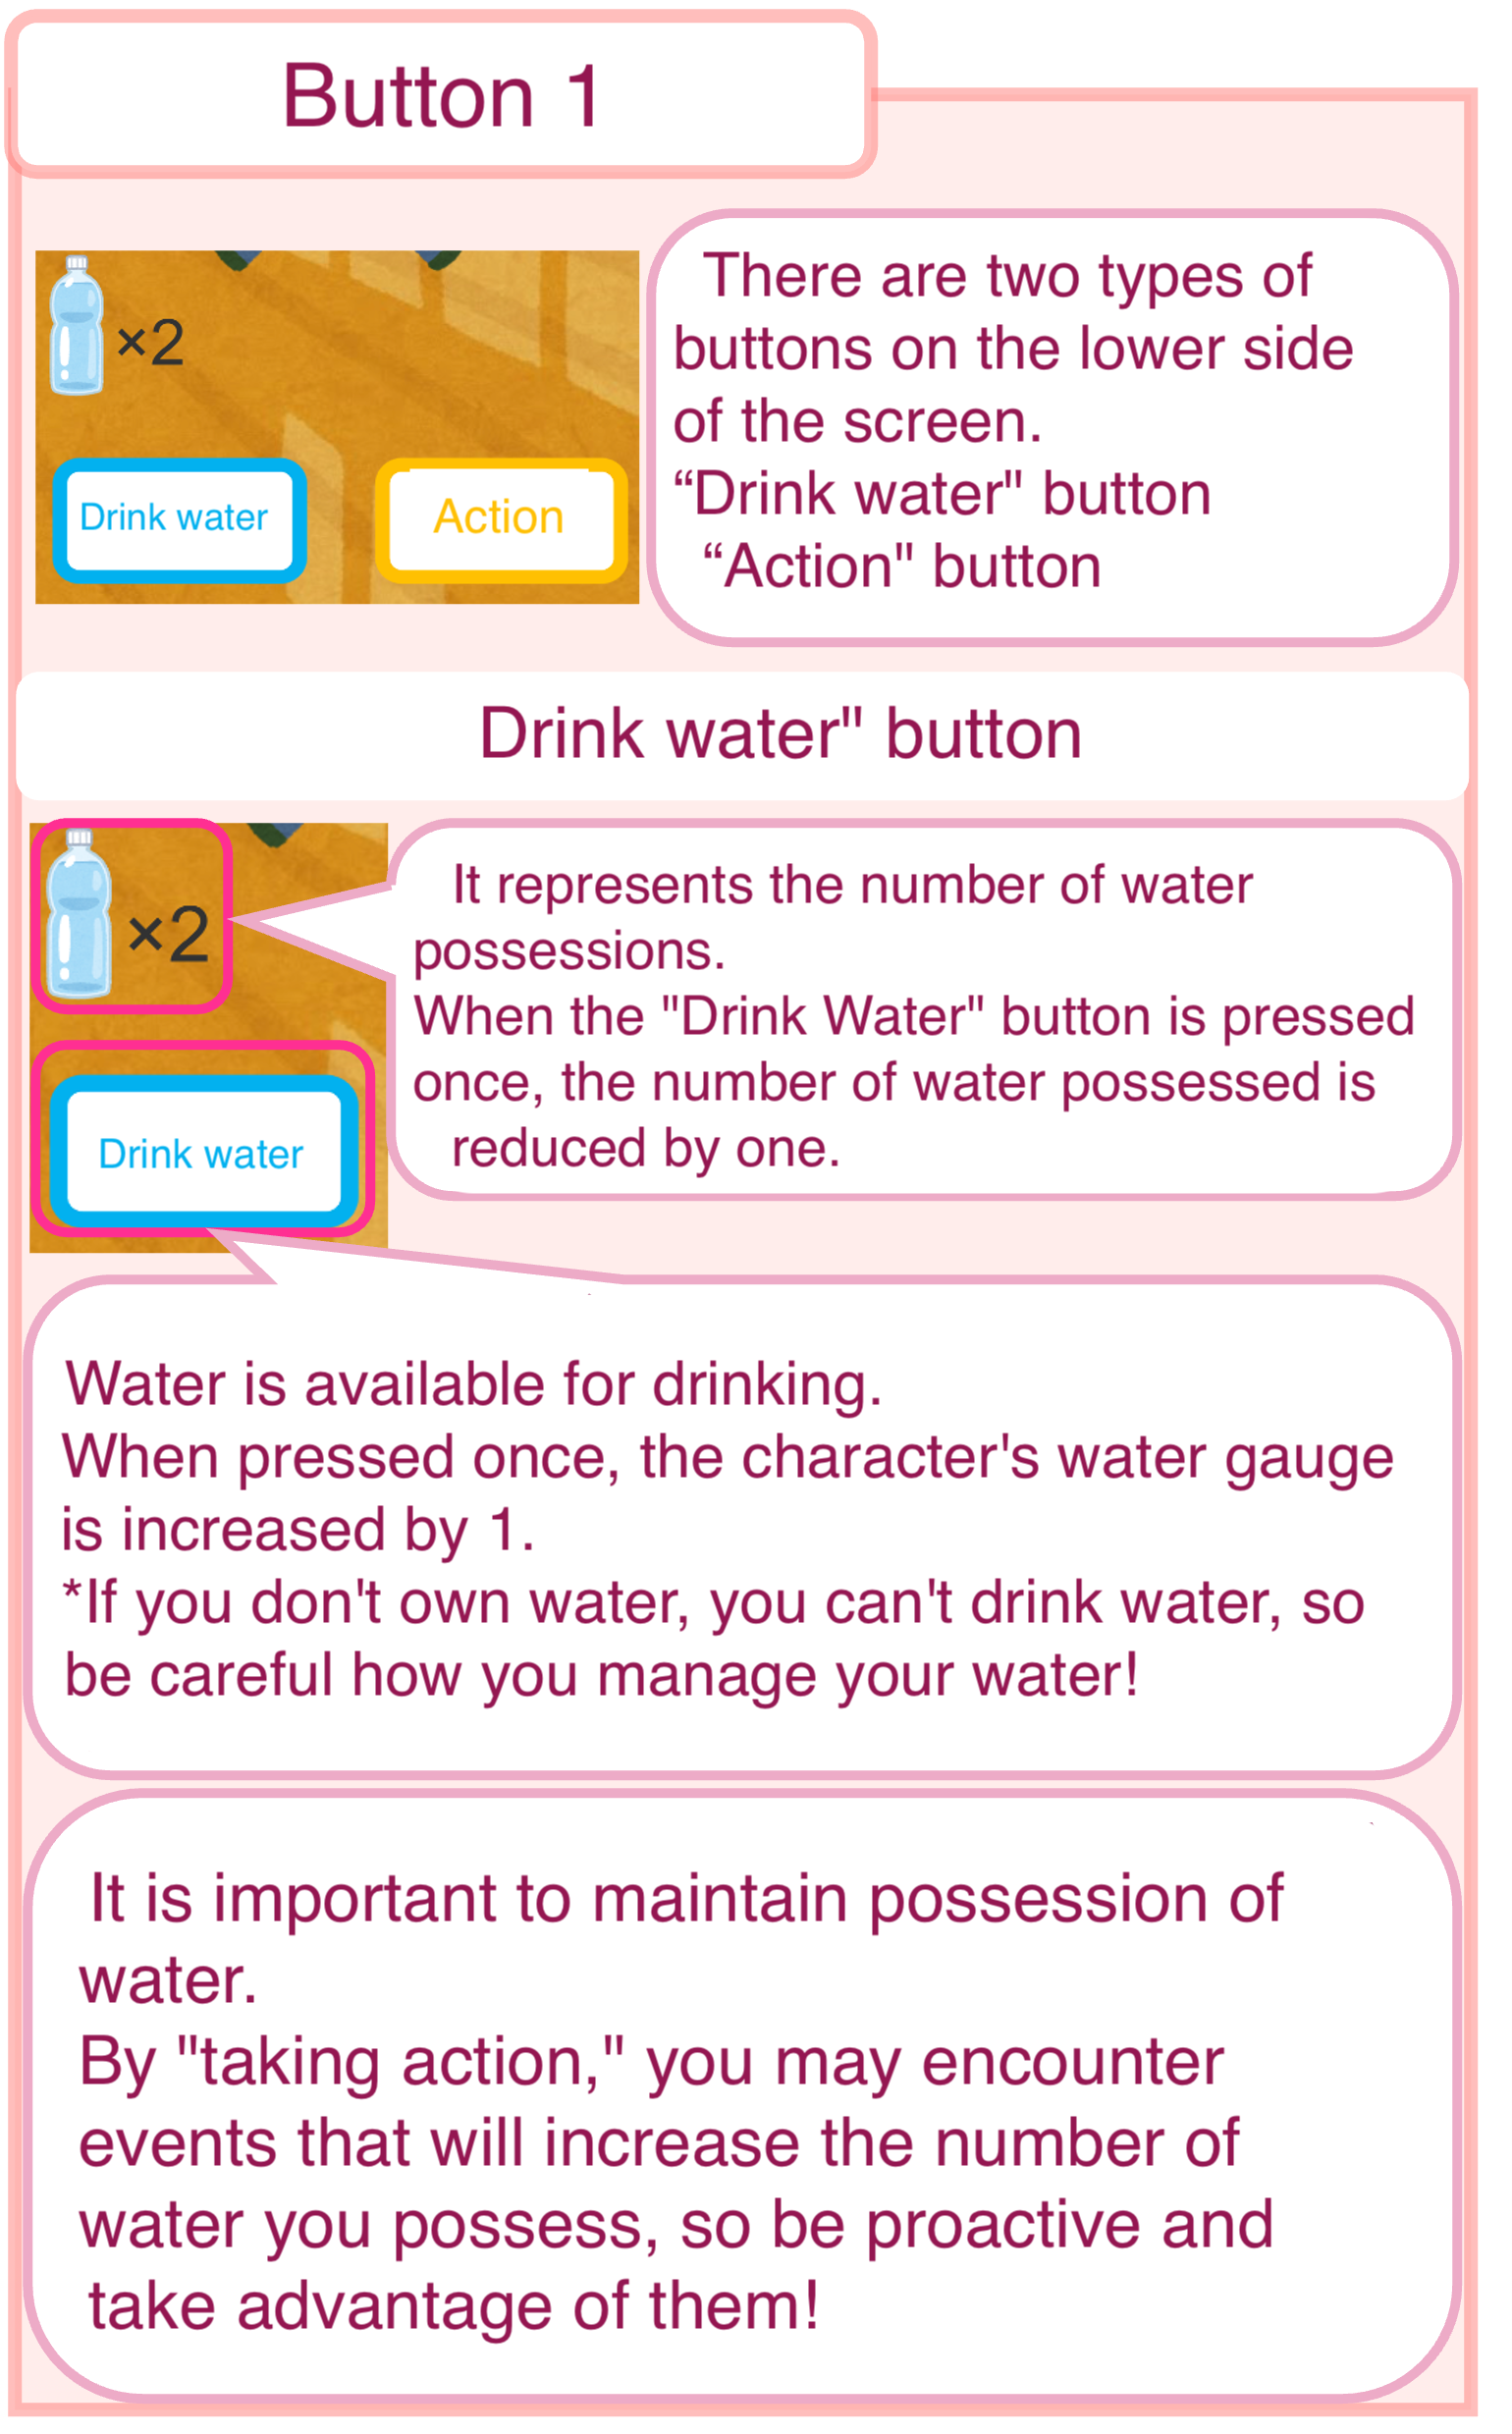 Button 1
×2
Drink water
Action
There are two types of
buttons on the lower side
of the screen.
“Drink water" button
“Action" button
Drink water" button
×2
Drink water
It represents the number of water
possessions.
When the "Drink Water" button is pressed
once, the number of water possessed is
reduced by one.
Water is available for drinking.
When pressed once, the character's water gauge
is increased by 1.
*If you don't own water, you can't drink water, so
be careful how you manage your water!
It is important to maintain possession of
water.
By "taking action," you may encounter
events that will increase the number of
water you possess, so be proactive and
take advantage of them!